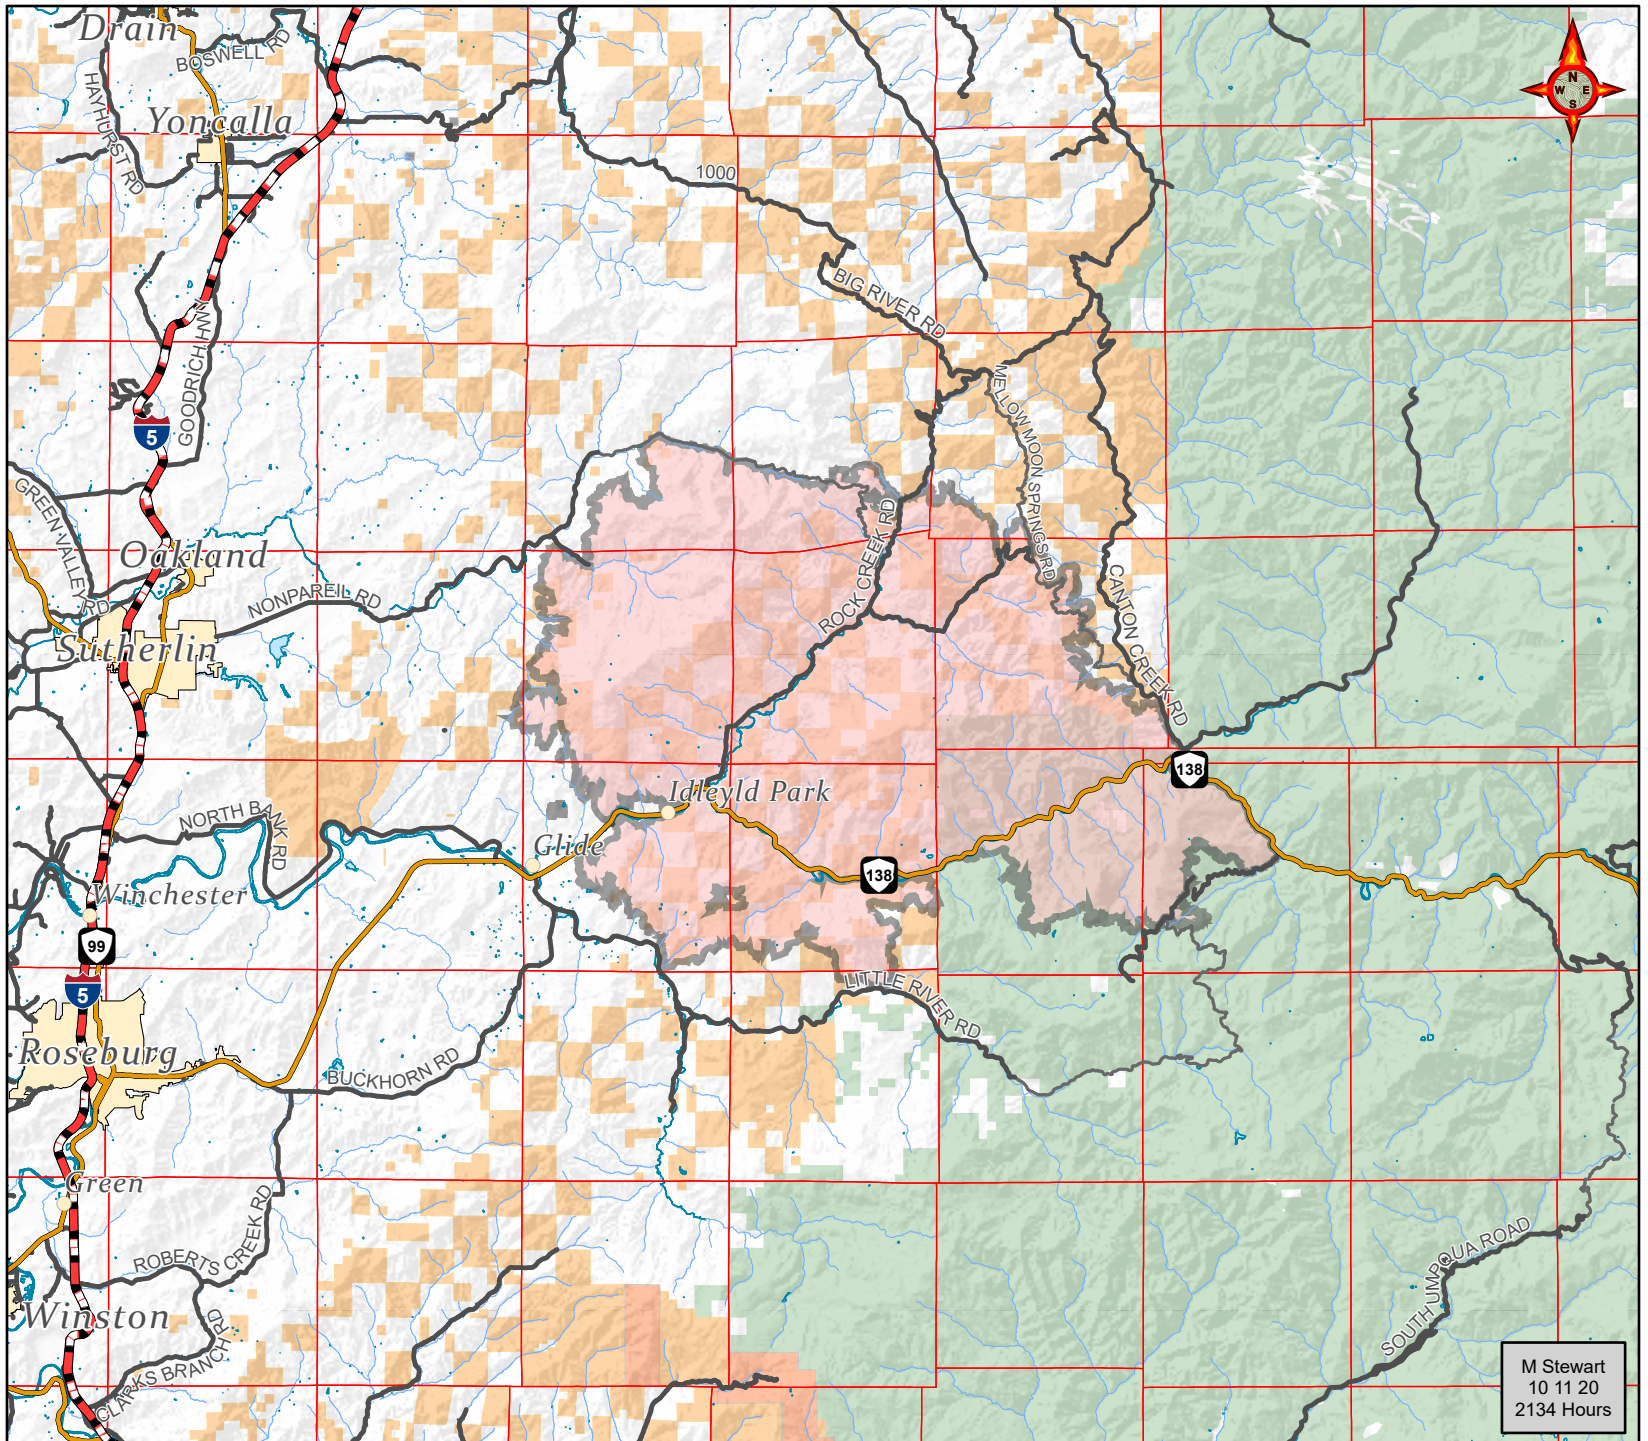 Drain
BOSWELL RD
HAYHURST RD
Yoncalla
N
W E
S
1000
BIG RIVER RD
GOODRICH HWY
5
MELLOW MOON SPRINGS RD
GREEN VALLEY RD
Oakland
NONPAREIL RD
ROCK CREEK RD
CANTON CREEK RD
Sutherlin
138
Idleyld Park
NORTH BANK RD
Glide
138
Winchester
99
5
LITTLE RIVER RD
Roseburg
BUCKHORN RD
Green
ROBERTS CREEK RD
SOUTH UMPQUA ROAD
Winston
CLARKS BRANCH RD
M Stewart
10 11 20
2134 Hours